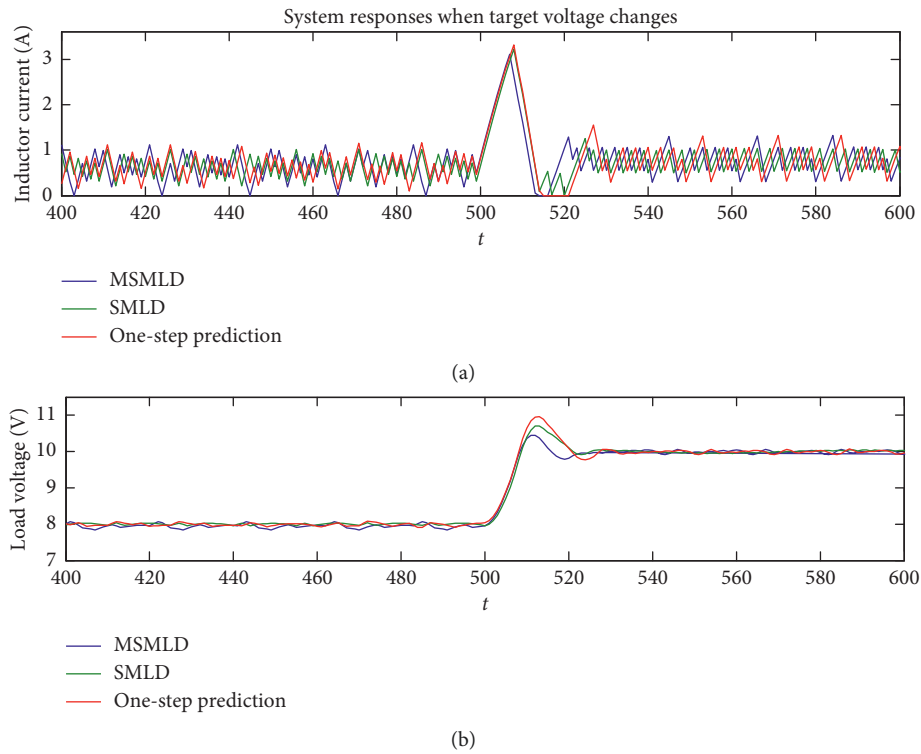 System responses when target voltage changes
Inductor current (A)
3
2
1
0
400 420 440 460 480 500 520 540 560 580 600
t
MSMLD
SMLD
One-step prediction
(a)
Load voltage (V)
11
10
9
8
7
400 420 440 460 480 500 520 540 560 580 600
t
MSMLD
SMLD
One-step prediction
(b)